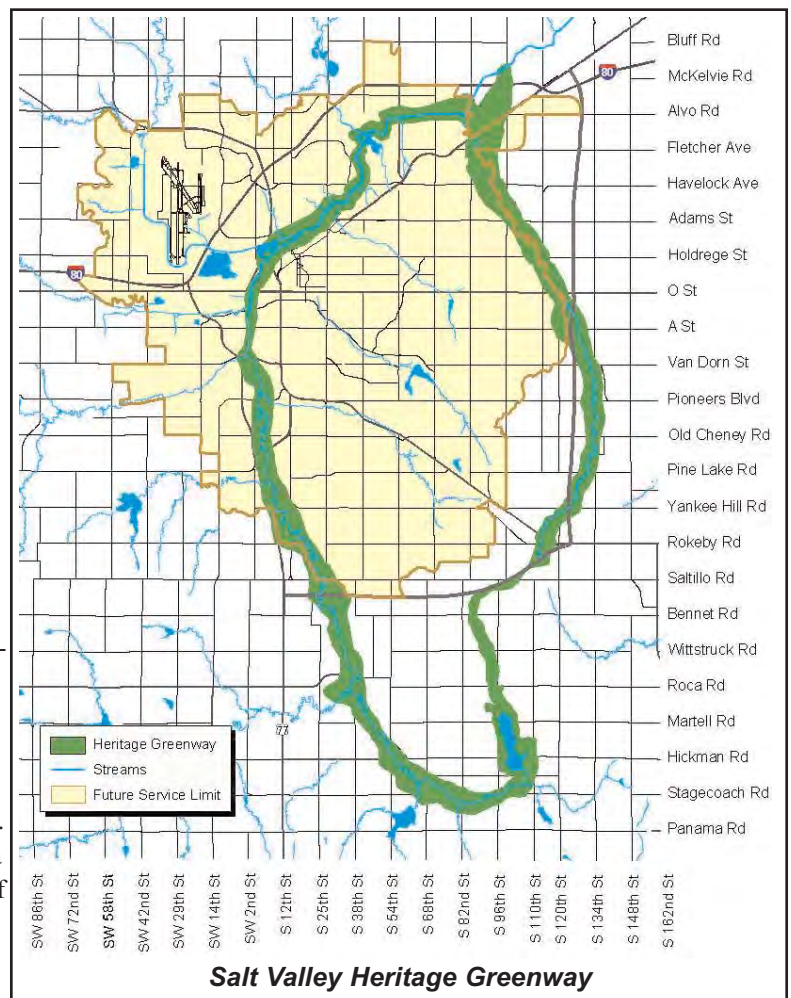 Bluff Rd
80
McKelvie Rd
Alvo Rd
Fletcher Ave
Havelock Ave
Adams St
Holdrege St
80
O St
A St
Van Dorn St
Pioneers Blvd
Old Cheney Rd
Pine Lake Rd
Yankee Hill Rd
Rokeby Rd
Saltillo Rd
Bennet Rd
Wittstruck Rd
Roca Rd
Martell Rd
Hickman Rd
Stagecoach Rd
Panama Rd
77
Heritage Greenway
Streams
Future Service Limit
SW 86th St
SW 72nd St
SW 58th St
SW 42nd St
SW 29th St
SW 14th St
SW 2nd St
S 12th St
S 25th St
S 38th St
S 54th St
S 68th St
S 82nd St
S 96th St
S 110th St
S 120th St
S 134th St
S 148th St
S 162nd St
Salt Valley Heritage Greenway